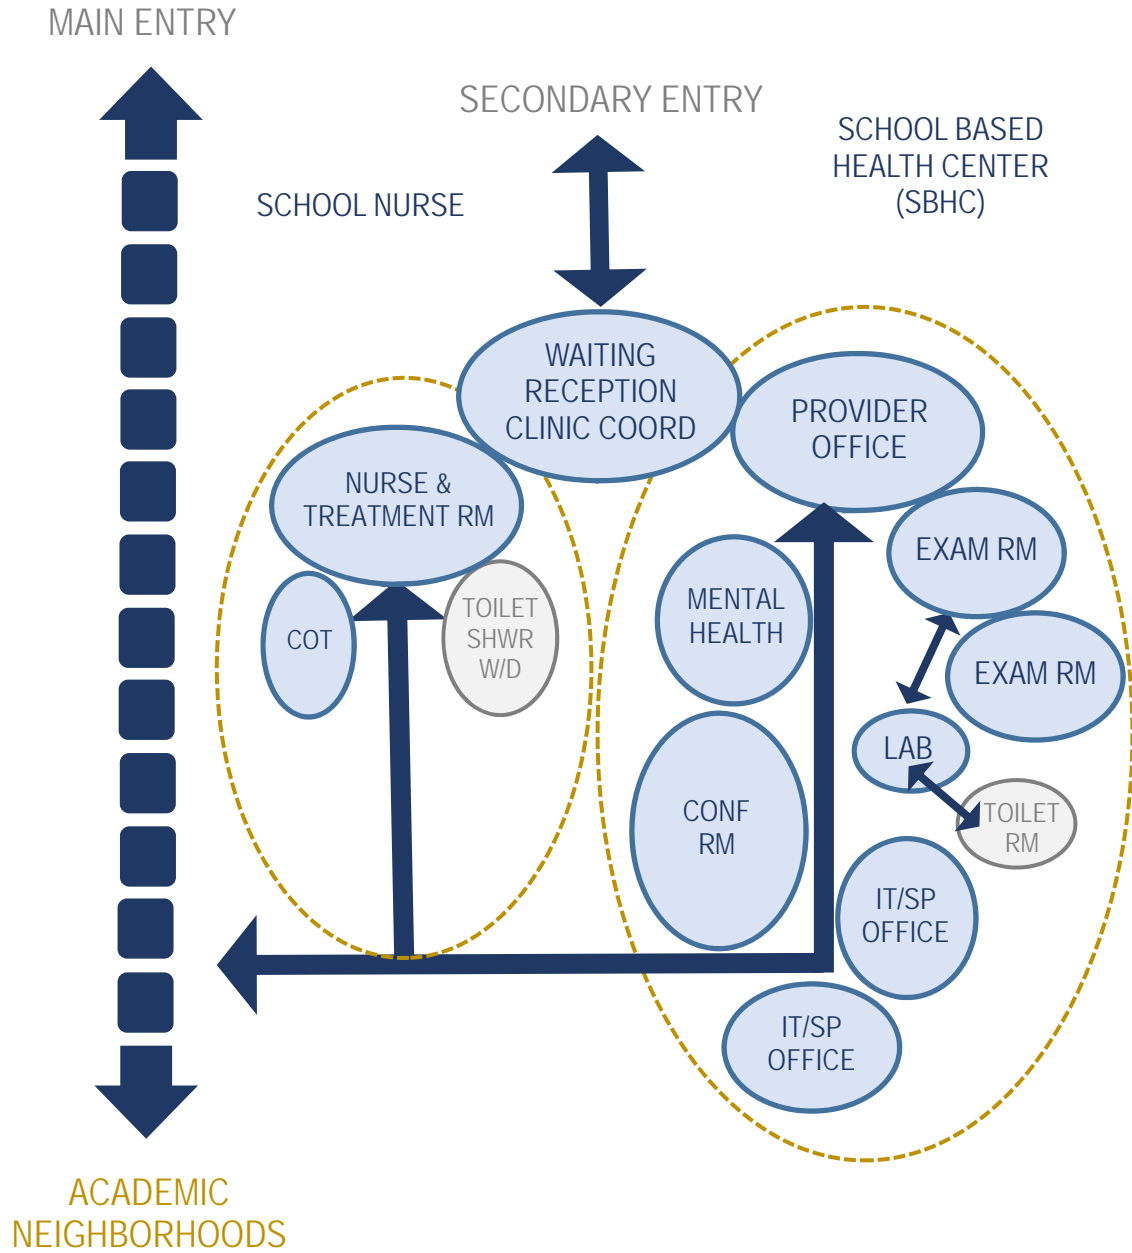 MAIN ENTRY
SECONDARY ENTRY
SCHOOL BASED
HEALTH CENTER
(SBHC)
SCHOOL NURSE
WAITING
RECEPTION
CLINIC COORD
PROVIDER
OFFICE
NURSE &
TREATMENT RM
EXAM RM
MENTAL
HEALTH
TOILET
SHWR
W/D
COT
EXAM RM
LAB
CONF
RM
TOILET
RM
IT/SP
OFFICE
IT/SP
OFFICE
ACADEMIC
NEIGHBORHOODS